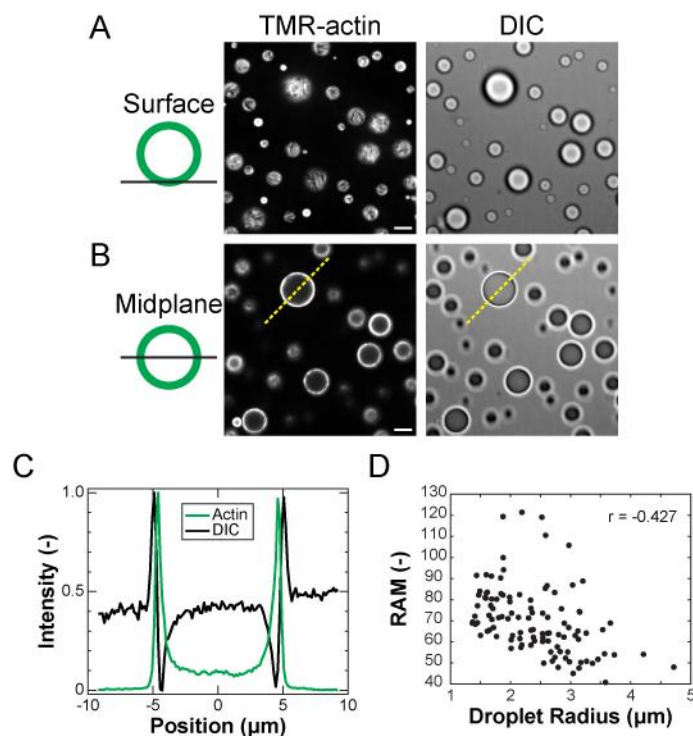 A
TMR-actin
DIC
Surface
B
Midplane
C
D
1.0
0.5
0
Intensity (-)
Actin
DIC
-10
-5
0
5
10
Position (μm)
130
120
110
100
90
80
70
60
50
40
RAM (-)
r = -0.427
1
2
3
4
5
Droplet Radius (μm)